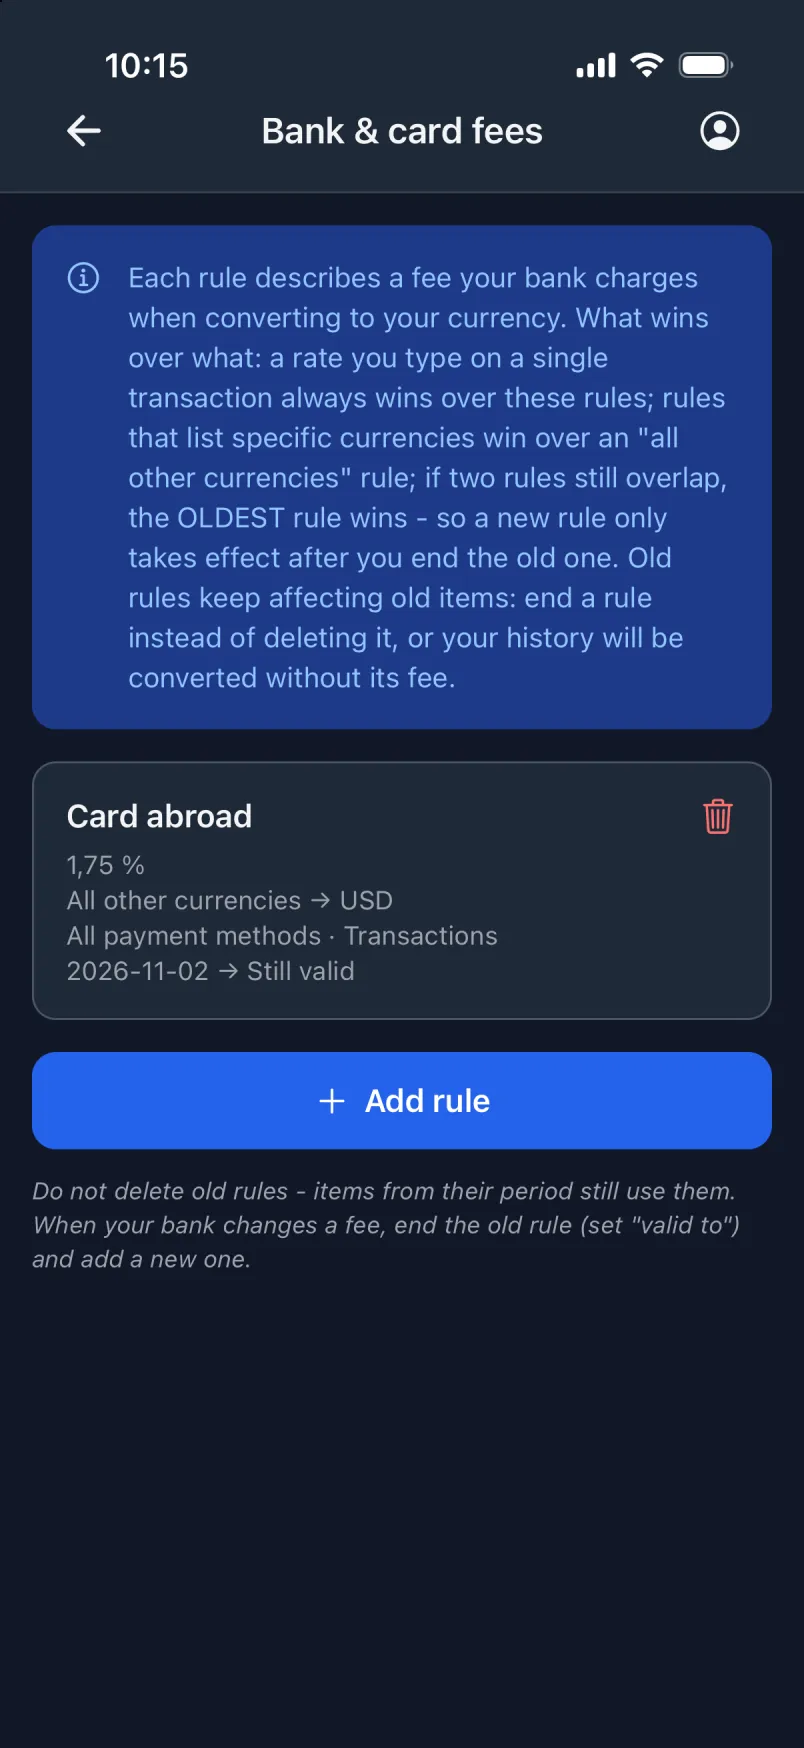 10:15
Bank & card fees
Each rule describes a fee your bank charges
when converting to your currency. What wins
over what: a rate you type on a single
transaction always wins over these rules; rules
that list specific currencies win over an "all
other currencies" rule; if two rules still overlap,
the OLDEST rule wins - so a new rule only
takes effect after you end the old one. Old
rules keep affecting old items: end a rule
instead of deleting it, or your history will be
converted without its fee.
Card abroad
1,75 %
All other currencies → USD
All payment methods · Transactions
2026-11-02 → Still valid
+ Add rule
Do not delete old rules - items from their period still use them.
When your bank changes a fee, end the old rule (set "valid to")
and add a new one.